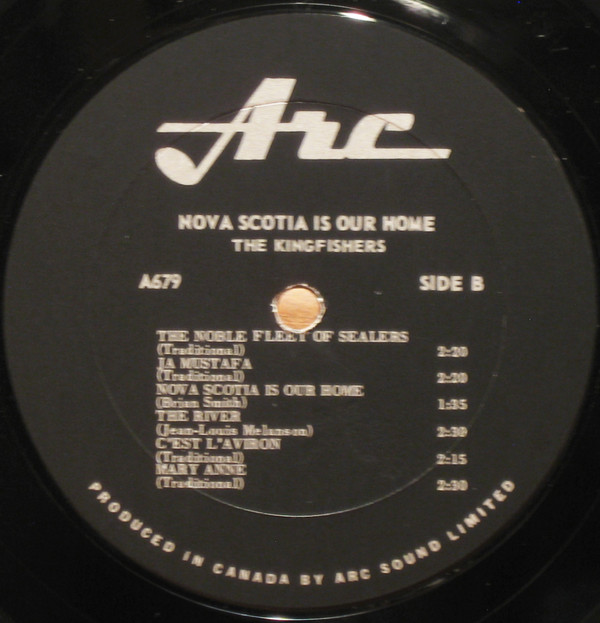 Arc
NOVA SCOTIA IS OUR HOME
THE KINGFISHERS
A679 SIDE B
THE NOBLE FLEET OF SEALERS
(Traditional) 2:20
JA MUSTAFA
(Traditional) 2:20
NOVA SCOTIA IS OUR HOME
(Brian Smith) 1:35
THE RIVER
(Jean-Louis Melanson) 2:39
C"EST L"AVIRON
(Traditional) 2:15
MARY ANNE
(Traditional) 2:30
PRODUCED IN CANADA BY ARC SOUND LIMITED